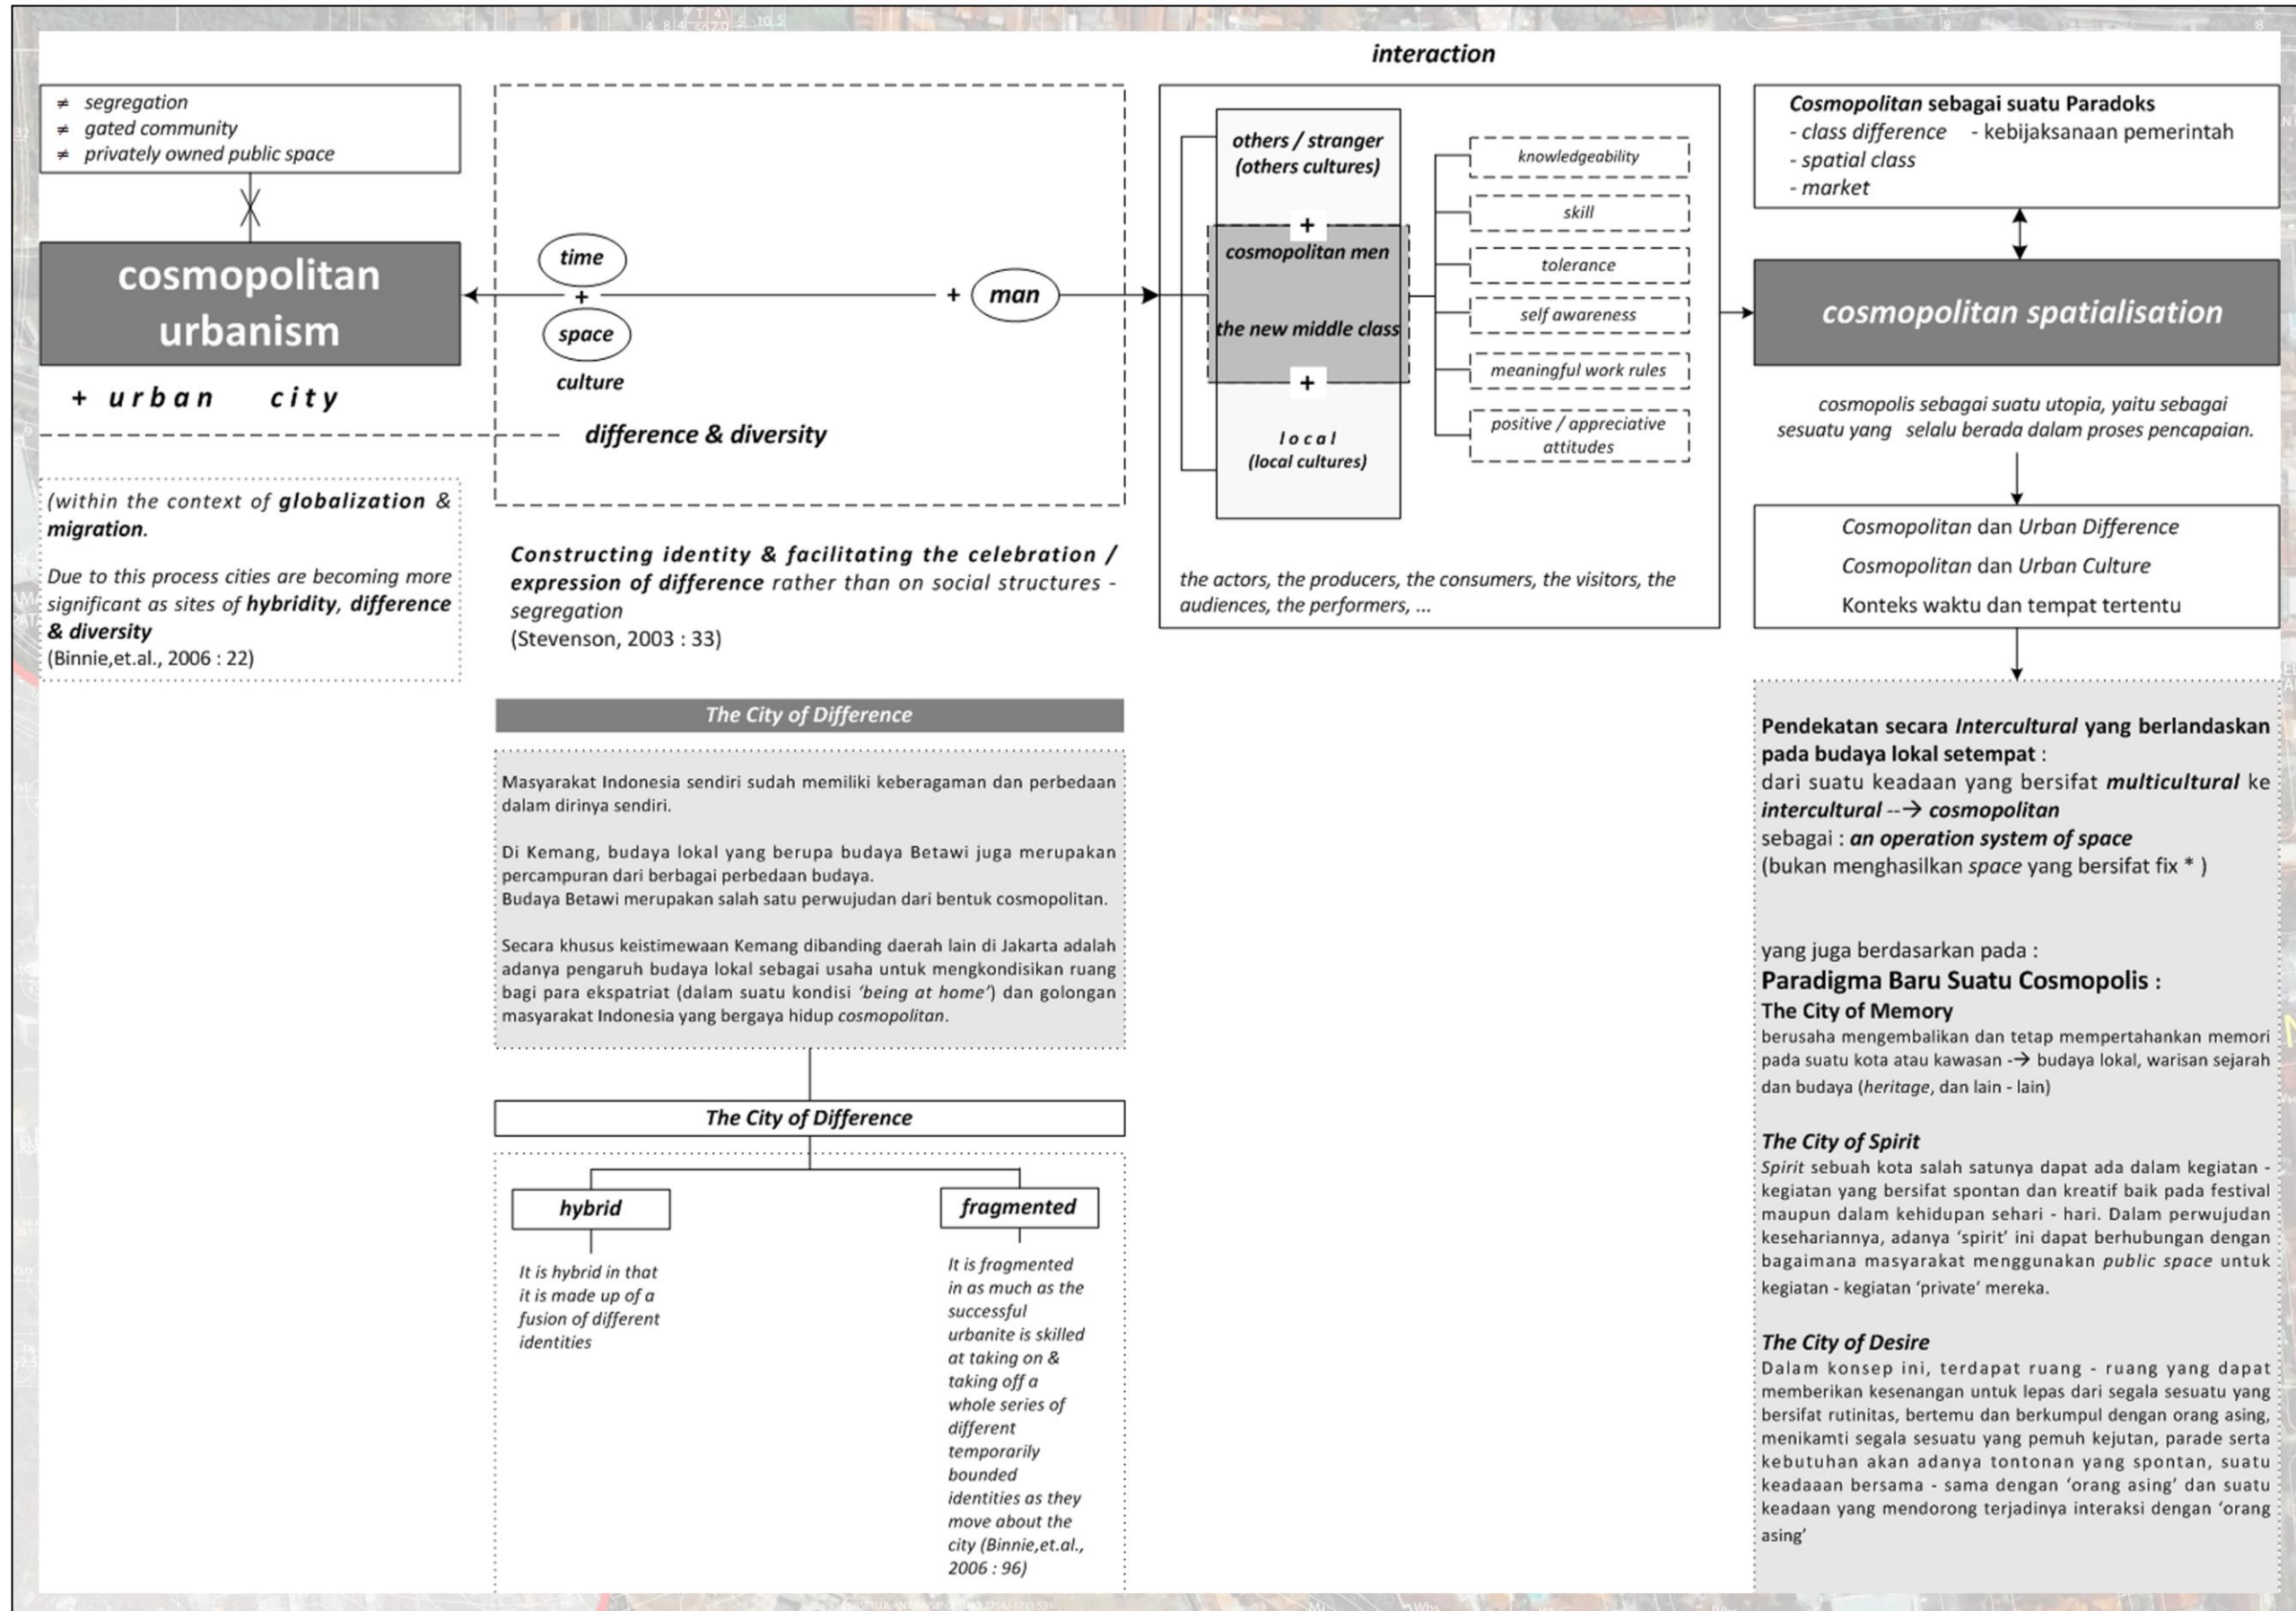 interaction
≠ segregation
≠ gated community
≠ privately owned public space
cosmopolitan
urbanism
+ urban city
(within the context of globalization &
migration.
Due to this process cities are becoming more
significant as sites of hybridity, difference
& diversity
(Binnie,et.al., 2006 : 22)
time
+
space
culture
+ man
difference & diversity
Constructing identity & facilitating the celebration /
expression of difference rather than on social structures -
segregation
(Stevenson, 2003 : 33)
The City of Difference
Masyarakat Indonesia sendiri sudah memiliki keberagaman dan perbedaan
dalam dirinya sendiri.
Di Kemang, budaya lokal yang berupa budaya Betawi juga merupakan
percampuran dari berbagai perbedaan budaya.
Budaya Betawi merupakan salah satu perwujudan dari bentuk cosmopolitan.
Secara khusus keistimewaan Kemang dibanding daerah lain di Jakarta adalah
adanya pengaruh budaya lokal sebagai usaha untuk mengkondisikan ruang
bagi para ekspatriat (dalam suatu kondisi ‘being at home’) dan golongan
masyarakat Indonesia yang bergaya hidup cosmopolitan.
The City of Difference
hybrid
It is hybrid in that
it is made up of a
fusion of different
identities
fragmented
It is fragmented
in as much as the
successful
urbanite is skilled
at taking on &
taking off a
whole series of
different
temporarily
bounded
identities as they
move about the
city (Binnie,et.al.,
2006 : 96)
others / stranger
(others cultures)
+
cosmopolitan men
the new middle class
+
local
(local cultures)
knowledgeability
skill
tolerance
self awareness
meaningful work rules
positive / appreciative
attitudes
the actors, the producers, the consumers, the visitors, the
audiences, the performers, ...
Cosmopolitan sebagai suatu Paradoks
- class difference - kebijaksanaan pemerintah
- spatial class
- market
cosmopolitan spatialisation
cosmopolis sebagai suatu utopia, yaitu sebagai
sesuatu yang selalu berada dalam proses pencapaian.
Cosmopolitan dan Urban Difference
Cosmopolitan dan Urban Culture
Konteks waktu dan tempat tertentu
Pendekatan secara Intercultural yang berlandaskan
pada budaya lokal setempat :
dari suatu keadaan yang bersifat multicultural ke
intercultural --→ cosmopolitan
sebagai : an operation system of space
(bukan menghasilkan space yang bersifat fix * )
yang juga berdasarkan pada :
Paradigma Baru Suatu Cosmopolis :
The City of Memory
berusaha mengembalikan dan tetap mempertahankan memori
pada suatu kota atau kawasan -→ budaya lokal, warisan sejarah
dan budaya (heritage, dan lain - lain)
The City of Spirit
Spirit sebuah kota salah satunya dapat ada dalam kegiatan -
kegiatan yang bersifat spontan dan kreatif baik pada festival
maupun dalam kehidupan sehari - hari. Dalam perwujudan
kesehariannya, adanya ‘spirit’ ini dapat berhubungan dengan
bagaimana masyarakat menggunakan public space untuk
kegiatan - kegiatan ‘private’ mereka.
The City of Desire
Dalam konsep ini, terdapat ruang - ruang yang dapat
memberikan kesenangan untuk lepas dari segala sesuatu yang
bersifat rutinitas, bertemu dan berkumpul dengan orang asing,
menikamti segala sesuatu yang pemuh kejutan, parade serta
kebutuhan akan adanya tontonan yang spontan, suatu
keadaaan bersama - sama dengan ‘orang asing’ dan suatu
keadaan yang mendorong terjadinya interaksi dengan ‘orang
asing’